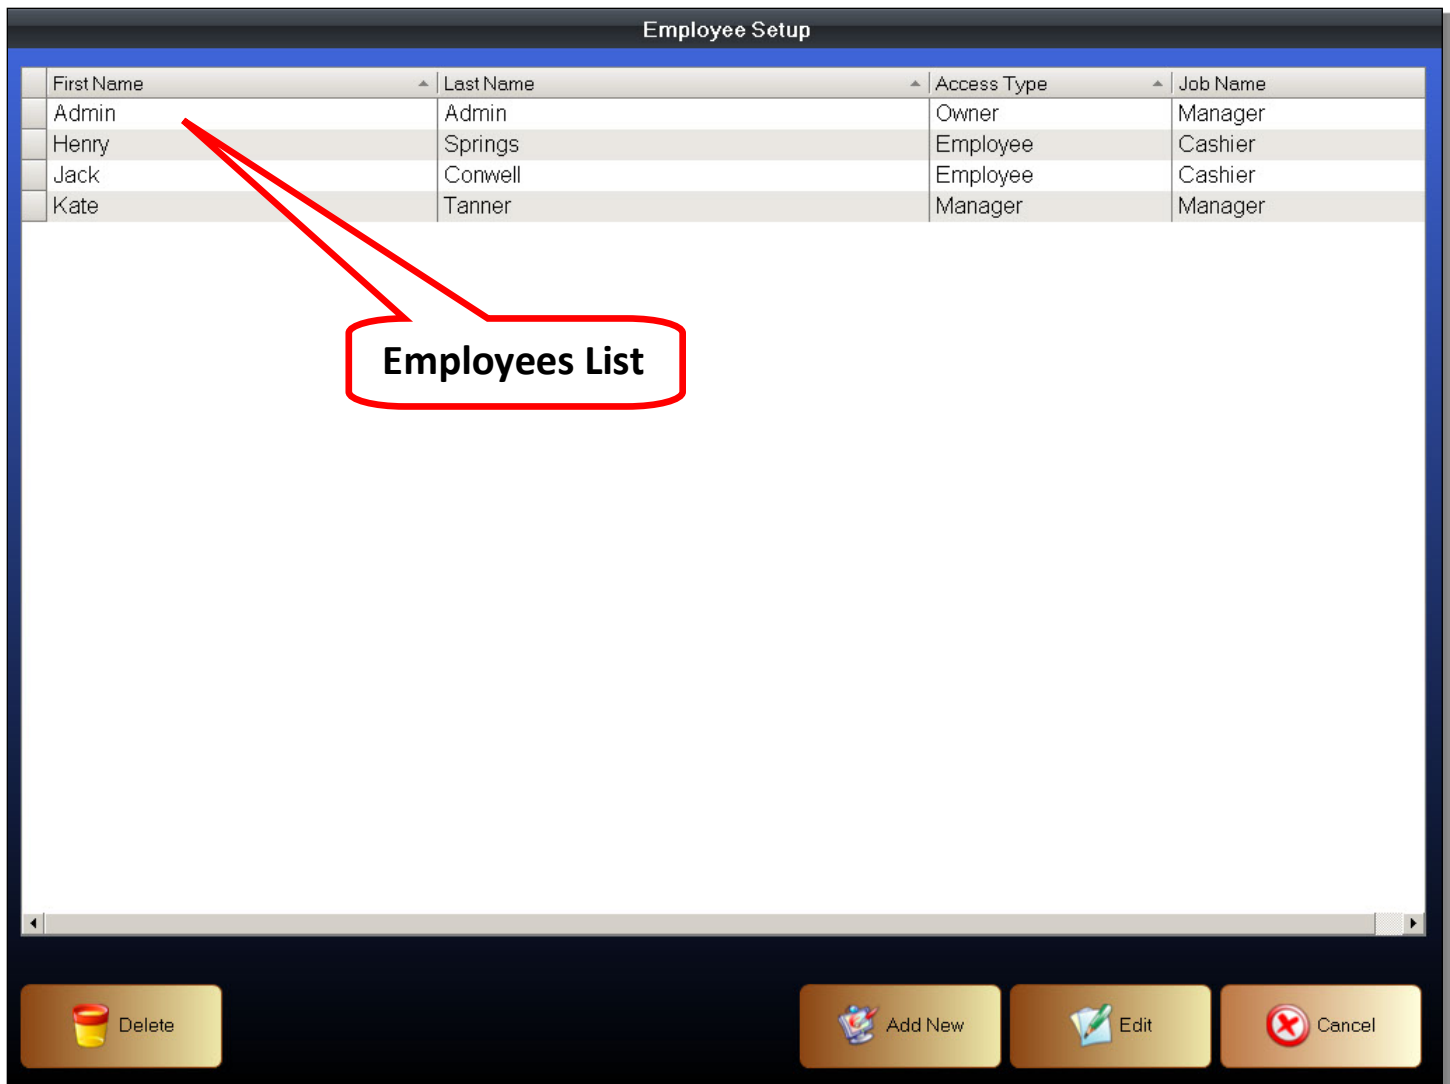 Employee Setup
First Name Last Name Access Type Job Name
Admin Admin Owner Manager
Henry Springs Employee Cashier
Jack Conwell Employee Cashier
Kate Tanner Manager Manager
Employees List
Delete Add New Edit Cancel